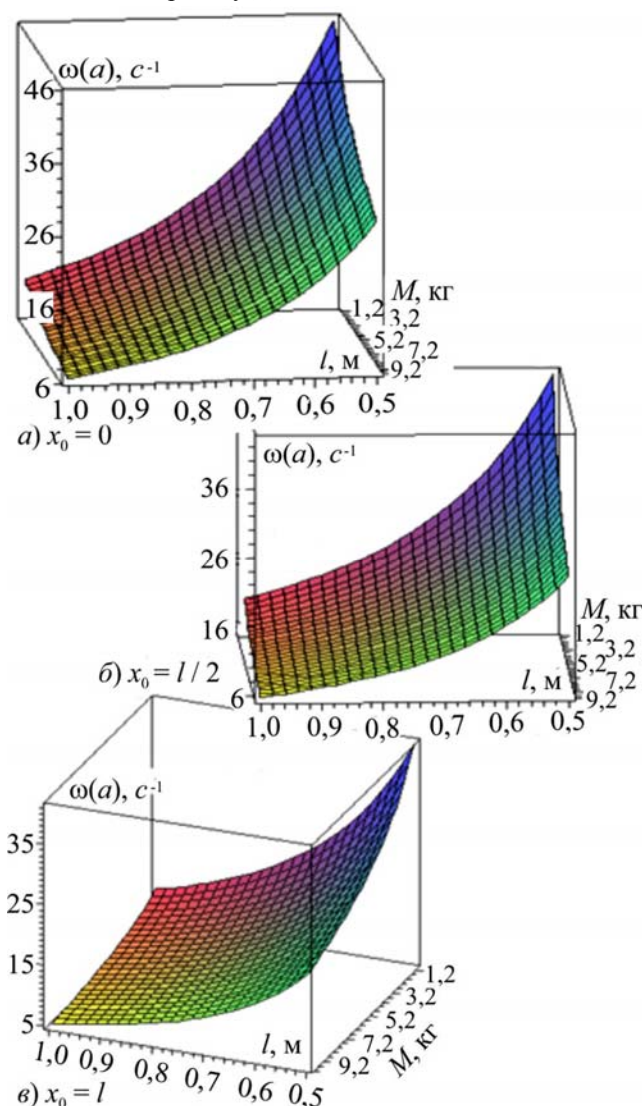 ω(a), c⁻¹
46
36
26
16
6
1,0 0,9 0,8 0,7 0,6 0,5
l, м
M, кг
1,2
3,2
5,2
7,2
9,2
а) x₀ = 0
ω(a), c⁻¹
36
26
16
6
1,0 0,9 0,8 0,7 0,6 0,5
l, м
M, кг
1,2
3,2
5,2
7,2
9,2
б) x₀ = l / 2
ω(a), c⁻¹
35
25
15
5
1,0 0,9 0,8 0,7 0,6 0,5
l, м
M, кг
1,2
3,2
5,2
7,2
9,2
в) x₀ = l